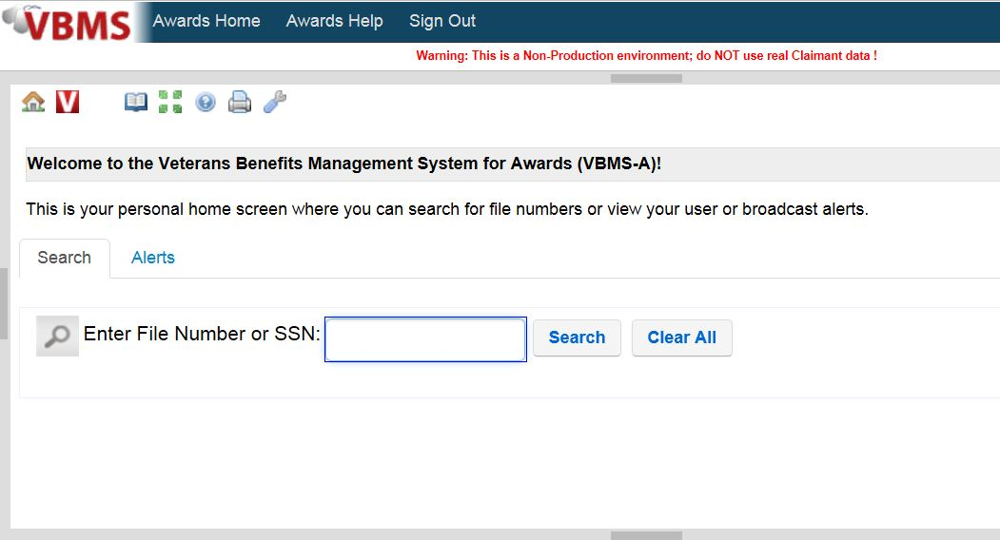 VBMS Awards Home Awards Help Sign Out
Warning: This is a Non-Production environment; do NOT use real Claimant data !
V ?
Welcome to the Veterans Benefits Management System for Awards (VBMS-A)!
This is your personal home screen where you can search for file numbers or view your user or broadcast alerts.
Search Alerts
Enter File Number or SSN: Search Clear All